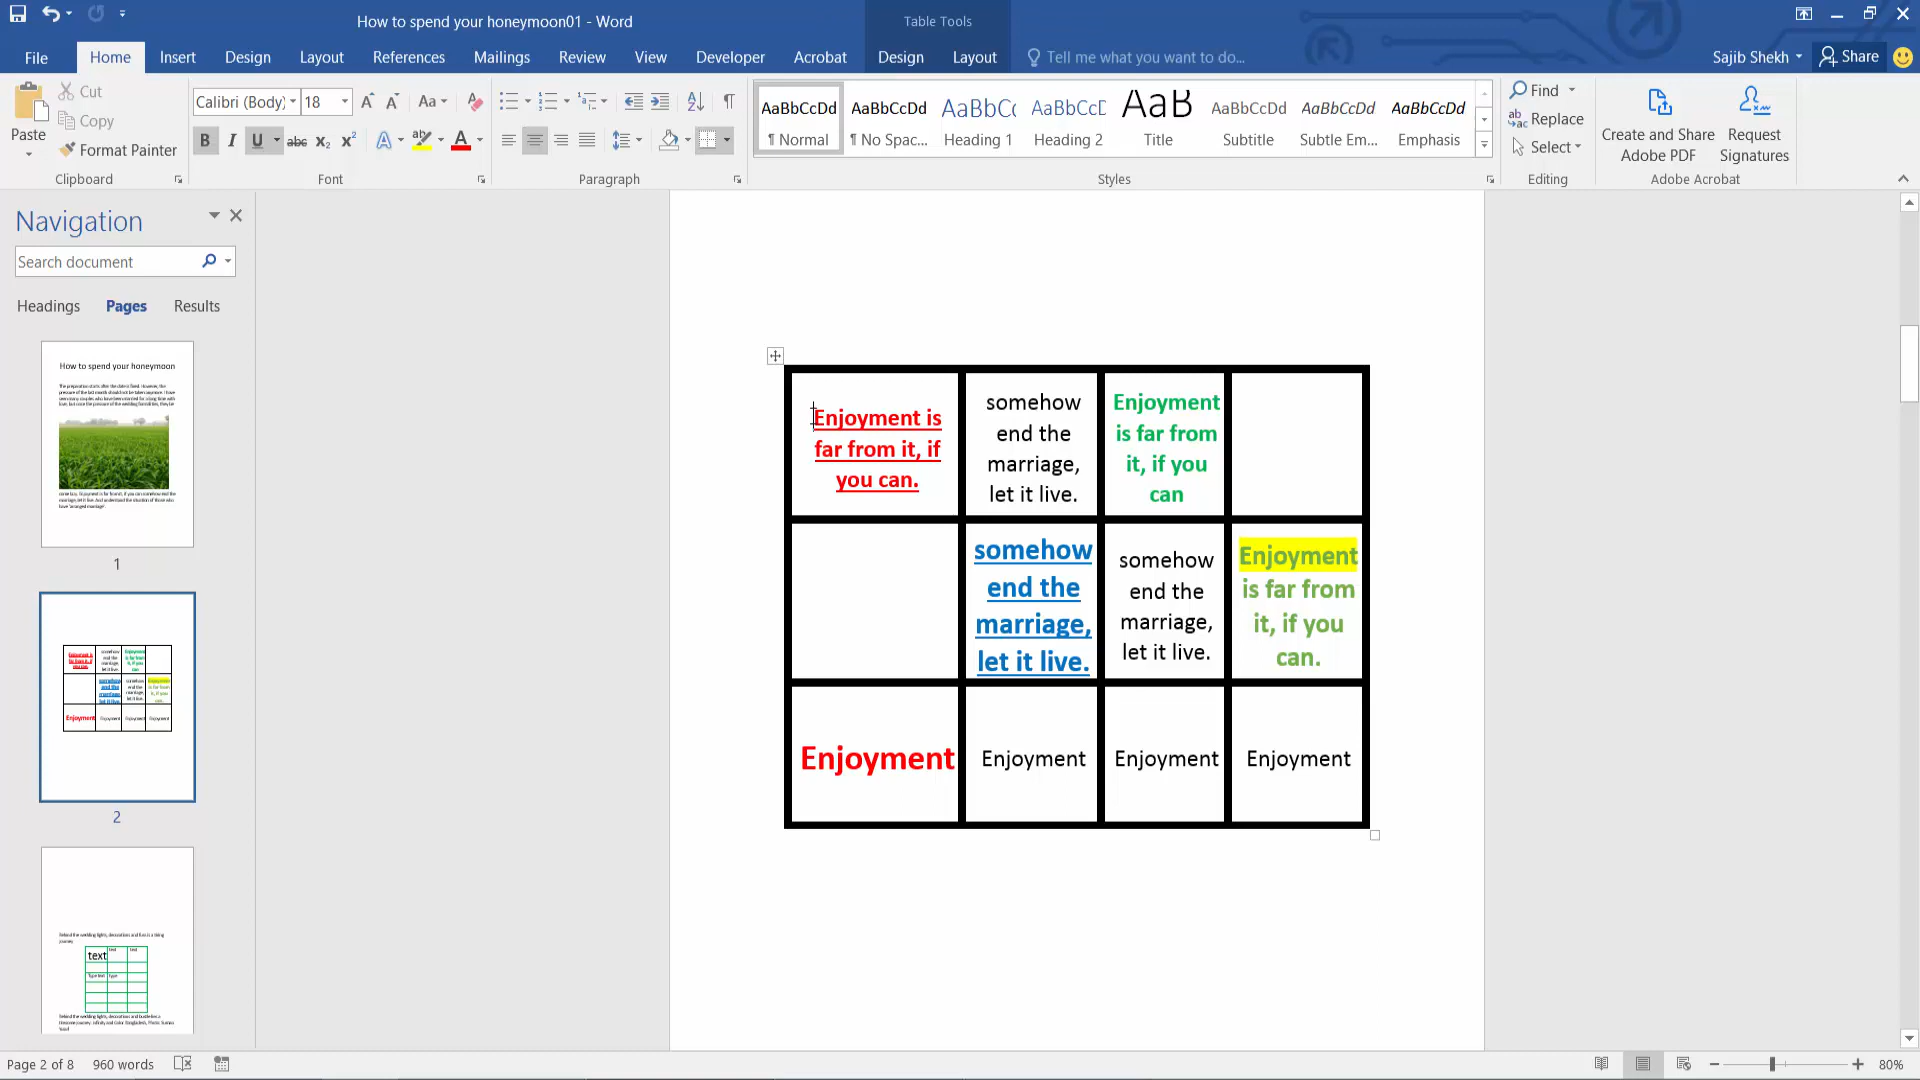 How to spend your honeymoon01 - Word
Table Tools
File
Home
Insert
Design
Layout
References
Mailings
Review
View
Developer
Acrobat
Design
Layout
Tell me what you want to do...
Sajib Shekh
Share
Paste
Cut
Copy
Format Painter
Clipboard
Calibri (Body)
18
Font
Paragraph
AaBbCcDd
¶ Normal
AaBbCcDd
¶ No Spac...
AaBbCc
Heading 1
AaBbCcD
Heading 2
AaB
Title
AaBbCcDd
Subtitle
AaBbCcDd
Subtle Em...
AaBbCcDd
Emphasis
Styles
Find
Replace
Select
Editing
Create and Share
Adobe PDF
Request
Signatures
Adobe Acrobat
Navigation
Search document
Headings
Pages
Results
How to spend your honeymoon
1
2
text
text
text
Type text
type
Enjoyment is
far from it, if
you can.
somehow
end the
marriage,
let it live.
Enjoyment
is far from
it, if you
can
somehow
end the
marriage,
let it live.
somehow
end the
marriage,
let it live.
Enjoyment
is far from
it, if you
can.
Enjoyment
Enjoyment
Enjoyment
Enjoyment
Page 2 of 8
960 words
80%